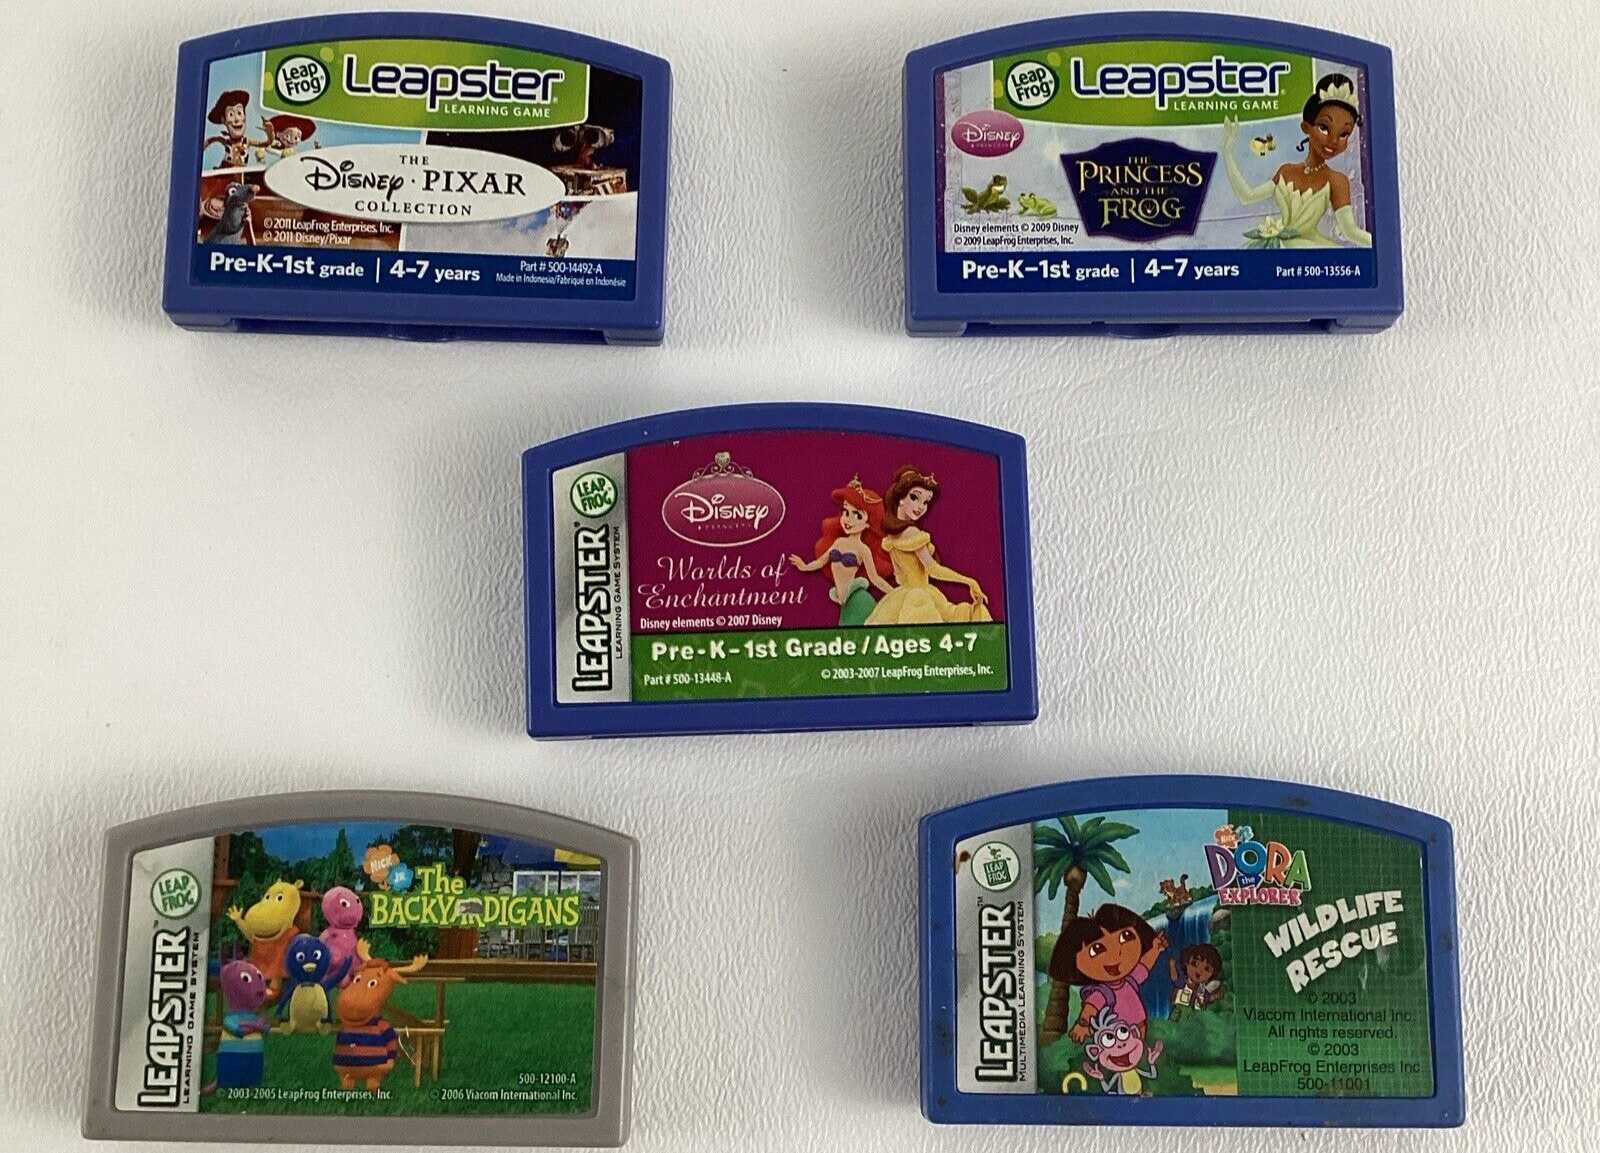 Leap Frog
Leapster®
LEARNING GAME
THE
Disney · PIXAR
COLLECTION
© 2011 LeapFrog Enterprises, Inc.
© 2011 Disney/Pixar
Pre-K-1st grade | 4-7 years
Part # 500-14492-A
Made in Indonesia/Fabriqué en Indonésie
Leap Frog
Leapster®
LEARNING GAME
Disney
PRINCESS
THE
PRINCESS
AND THE
FROG
Disney elements © 2009 Disney
© 2009 LeapFrog Enterprises, Inc.
Pre-K-1st grade | 4-7 years
Part # 500-13556-A
LEAP FROG
LEAPSTER™
LEARNING GAME SYSTEM
Disney
PRINCESS
Worlds of
Enchantment
Disney elements © 2007 Disney
Pre-K-1st Grade / Ages 4-7
Part # 500-13448-A
© 2003-2007 LeapFrog Enterprises, Inc.
LEAP FROG
LEAPSTER™
LEARNING GAME SYSTEM
NICK JR
The
BACKYARDIGANS
500-12100-A
© 2003-2005 LeapFrog Enterprises, Inc.
© 2006 Viacom International Inc.
LEAP FROG
LEAPSTER™
MULTIMEDIA LEARNING SYSTEM
NICK JR
DORA
the
EXPLORER
WILDLIFE
RESCUE
© 2003
Viacom International Inc.
All rights reserved.
© 2003
LeapFrog Enterprises Inc.
500-11001